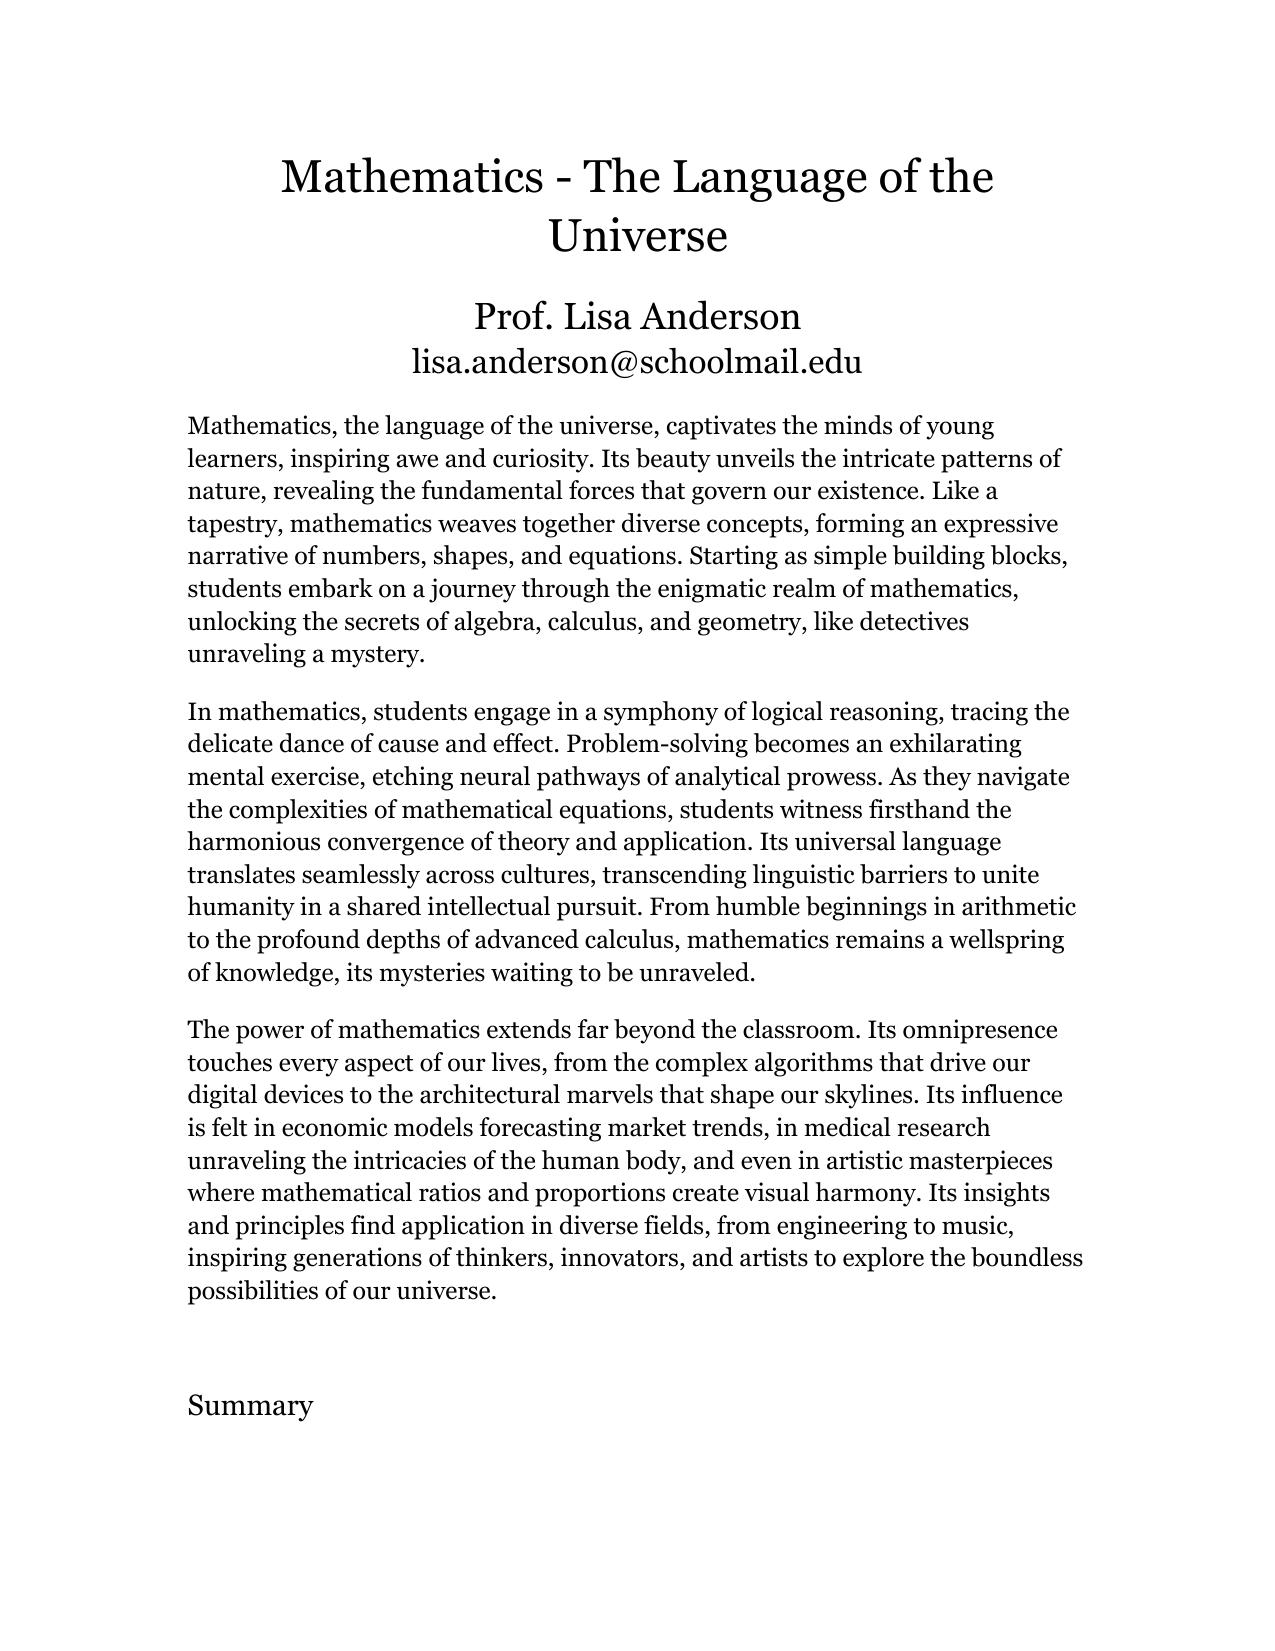 Mathematics - The Language of the
Universe
Prof. Lisa Anderson
lisa.anderson@schoolmail.edu
Mathematics, the language of the universe, captivates the minds of young
learners, inspiring awe and curiosity. Its beauty unveils the intricate patterns of
nature, revealing the fundamental forces that govern our existence. Like a
tapestry, mathematics weaves together diverse concepts, forming an expressive
narrative of numbers, shapes, and equations. Starting as simple building blocks,
students embark on a journey through the enigmatic realm of mathematics,
unlocking the secrets of algebra, calculus, and geometry, like detectives
unraveling a mystery.
In mathematics, students engage in a symphony of logical reasoning, tracing the
delicate dance of cause and effect. Problem-solving becomes an exhilarating
mental exercise, etching neural pathways of analytical prowess. As they navigate
the complexities of mathematical equations, students witness firsthand the
harmonious convergence of theory and application. Its universal language
translates seamlessly across cultures, transcending linguistic barriers to unite
humanity in a shared intellectual pursuit. From humble beginnings in arithmetic
to the profound depths of advanced calculus, mathematics remains a wellspring
of knowledge, its mysteries waiting to be unraveled.
The power of mathematics extends far beyond the classroom. Its omnipresence
touches every aspect of our lives, from the complex algorithms that drive our
digital devices to the architectural marvels that shape our skylines. Its influence
is felt in economic models forecasting market trends, in medical research
unraveling the intricacies of the human body, and even in artistic masterpieces
where mathematical ratios and proportions create visual harmony. Its insights
and principles find application in diverse fields, from engineering to music,
inspiring generations of thinkers, innovators, and artists to explore the boundless
possibilities of our universe.
Summary